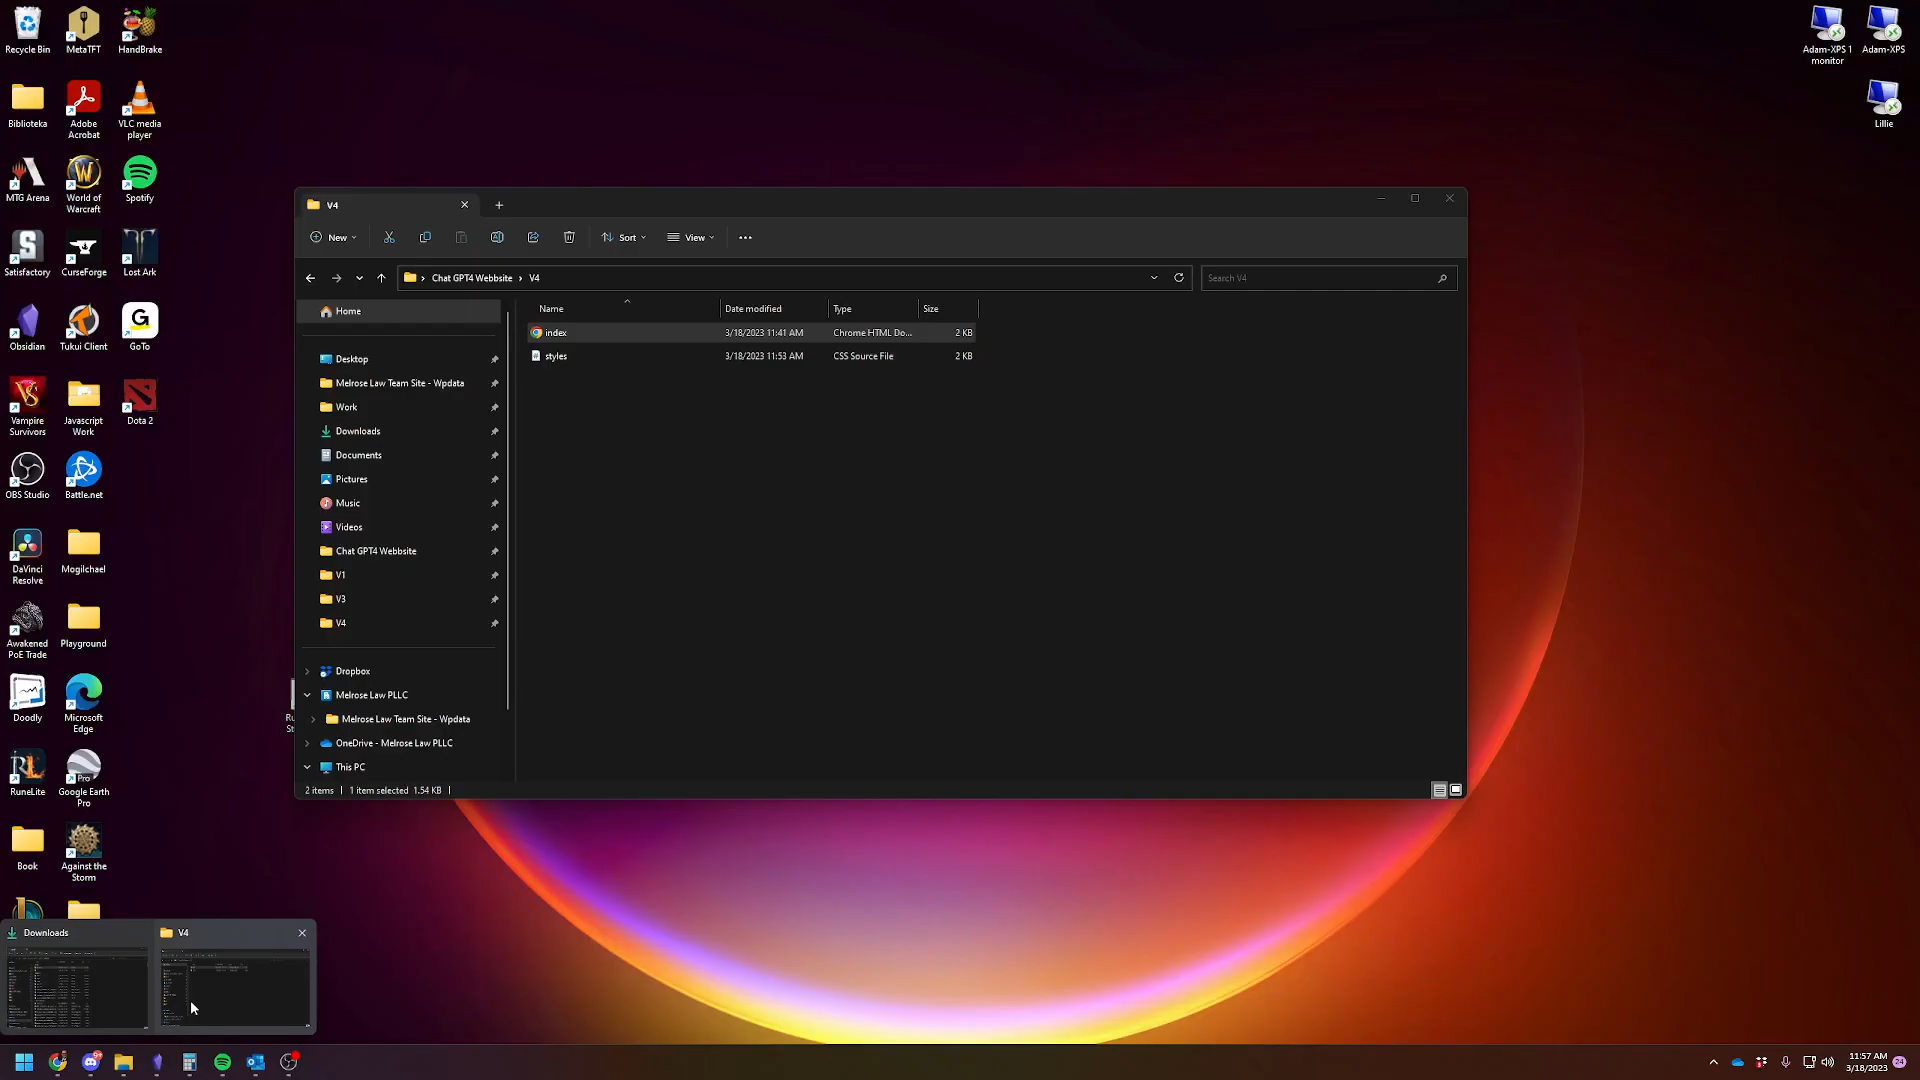 Recycle Bin
MetaTFT
HandBrake
Adam-XPS 1
monitor
Adam-XPS
Biblioteka
Adobe
Acrobat
VLC media
player
Lillie
MTG Arena
World of
Warcraft
Spotify
Satisfactory
CurseForge
Lost Ark
Obsidian
Tukui Client
GoTo
Vampire
Survivors
Javascript
Work
Dota 2
OBS Studio
Battle.net
DaVinci
Resolve
Mogilchael
Awakened
PoE Trade
Playground
Doodly
Microsoft
Edge
RuneLite
Pro
Google Earth
Pro
Book
Against the
Storm
V4
New
Sort
View
Chat GPT4 Webbsite
V4
Search V4
Name
Date modified
Type
Size
index
3/18/2023 11:41 AM
Chrome HTML Do...
2 KB
styles
3/18/2023 11:53 AM
CSS Source File
2 KB
Home
Desktop
Melrose Law Team Site - Wpdata
Work
Downloads
Documents
Pictures
Music
Videos
Chat GPT4 Webbsite
V1
V3
V4
Dropbox
Melrose Law PLLC
Melrose Law Team Site - Wpdata
OneDrive - Melrose Law PLLC
This PC
2 items
1 item selected 1.54 KB
Ru
St
Downloads
V4
11:57 AM
3/18/2023
24